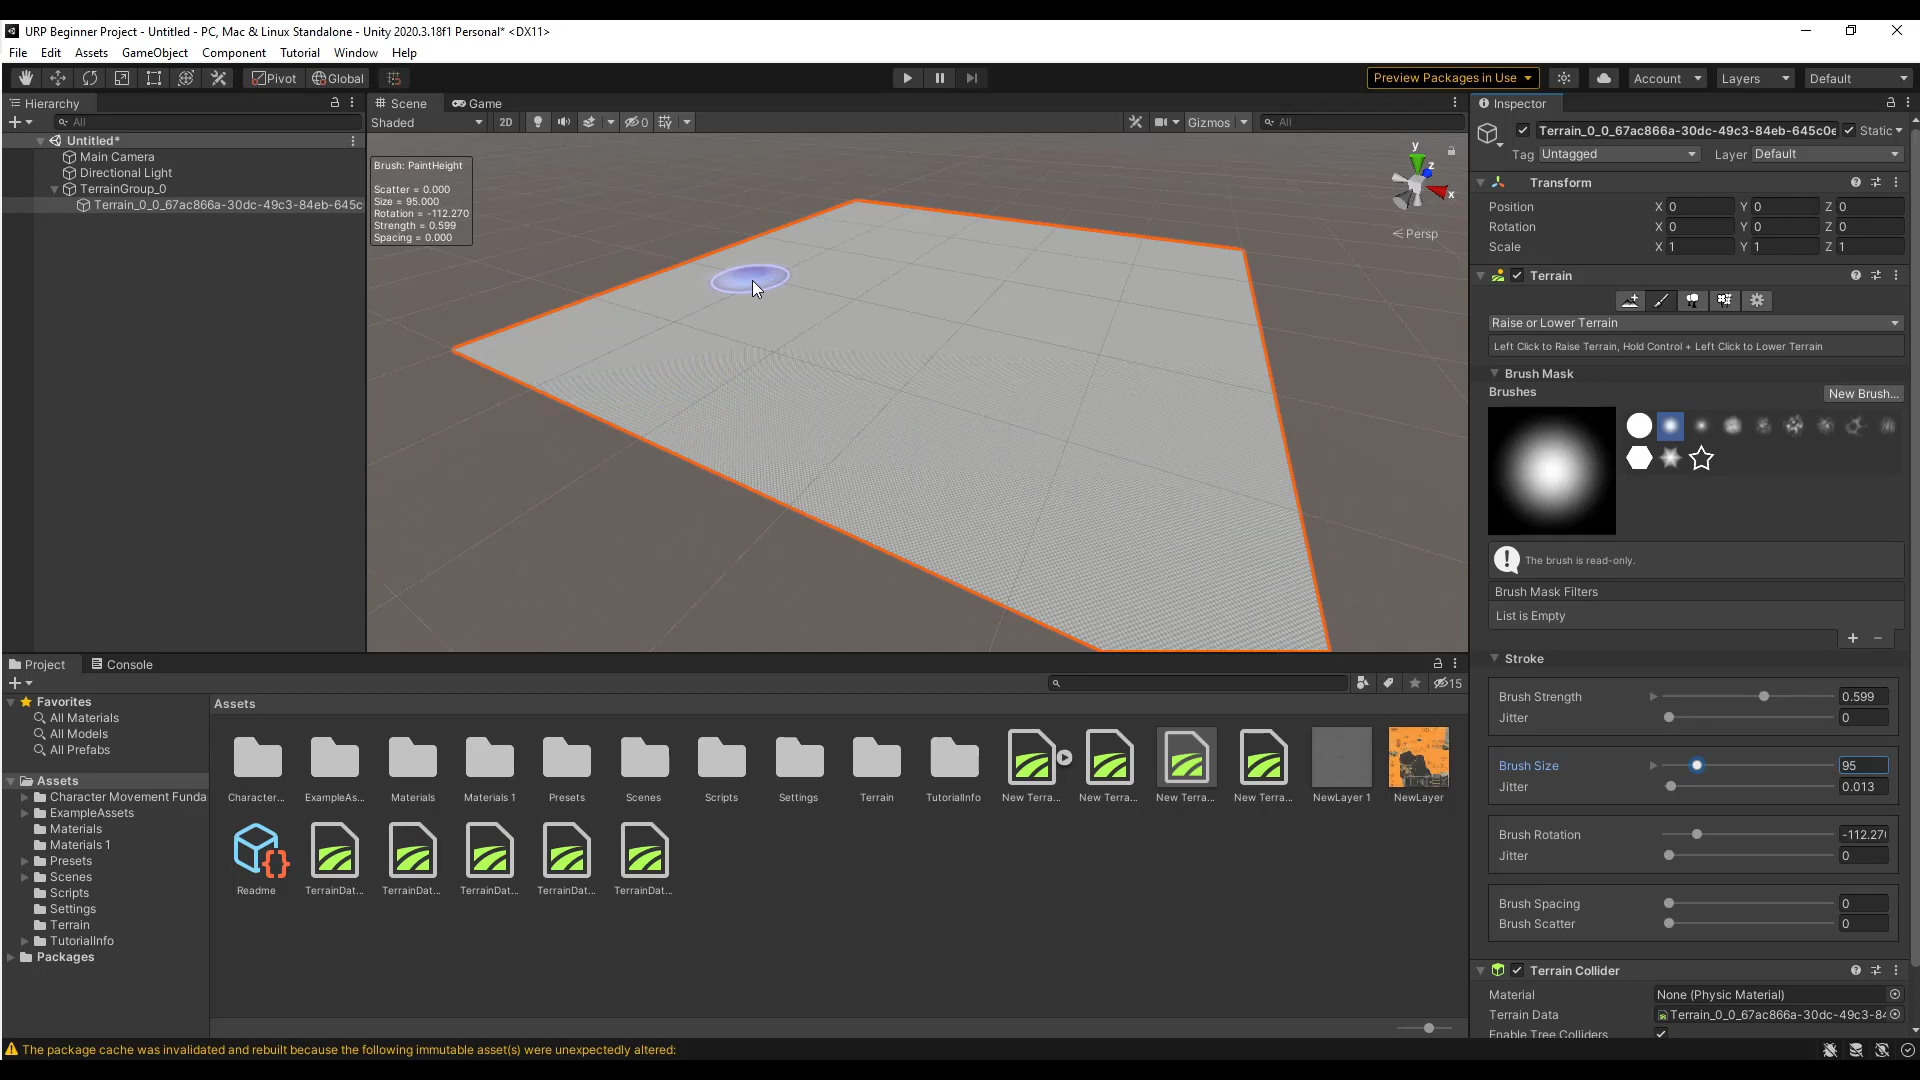 URP Beginner Project - Untitled - PC, Mac & Linux Standalone - Unity 2020.3.18f1 Personal* <DX11>
File Edit Assets GameObject Component Tutorial Window Help
Pivot Global Preview Packages in Use Account Layers Default
Hierarchy
All
Untitled*
Main Camera
Directional Light
TerrainGroup_0
Terrain_0_0_67ac866a-30dc-49c3-84eb-645c
Scene Game
Shaded 2D 0 Gizmos All
Brush: PaintHeight
Scatter = 0.000
Size = 95.000
Rotation = -112.270
Strength = 0.599
Spacing = 0.000
y
z
x
< Persp
Inspector
Terrain_0_0_67ac866a-30dc-49c3-84eb-645c0e Static
Tag Untagged Layer Default
Transform
Position X 0 Y 0 Z 0
Rotation X 0 Y 0 Z 0
Scale X 1 Y 1 Z 1
Terrain
Raise or Lower Terrain
Left Click to Raise Terrain, Hold Control + Left Click to Lower Terrain
Brush Mask
Brushes
New Brush...
The brush is read-only.
Brush Mask Filters
List is Empty
+ -
Stroke
Brush Strength 0.599
Jitter 0
Brush Size 95
Jitter 0.013
Brush Rotation -112.27
Jitter 0
Brush Spacing 0
Brush Scatter 0
Terrain Collider
Material None (Physic Material)
Terrain Data Terrain_0_0_67ac866a-30dc-49c3-84
Enable Tree Colliders
Project Console
15
Favorites
All Materials
All Models
All Prefabs
Assets
Character Movement Funda
ExampleAssets
Materials
Materials 1
Presets
Scenes
Scripts
Settings
Terrain
TutorialInfo
Packages
Assets
Character... ExampleAs... Materials Materials 1 Presets Scenes Scripts Settings Terrain TutorialInfo New Terra... New Terra... New Terra... New Terra... NewLayer 1 NewLayer
Readme TerrainDat... TerrainDat... TerrainDat... TerrainDat... TerrainDat...
The package cache was invalidated and rebuilt because the following immutable asset(s) were unexpectedly altered: